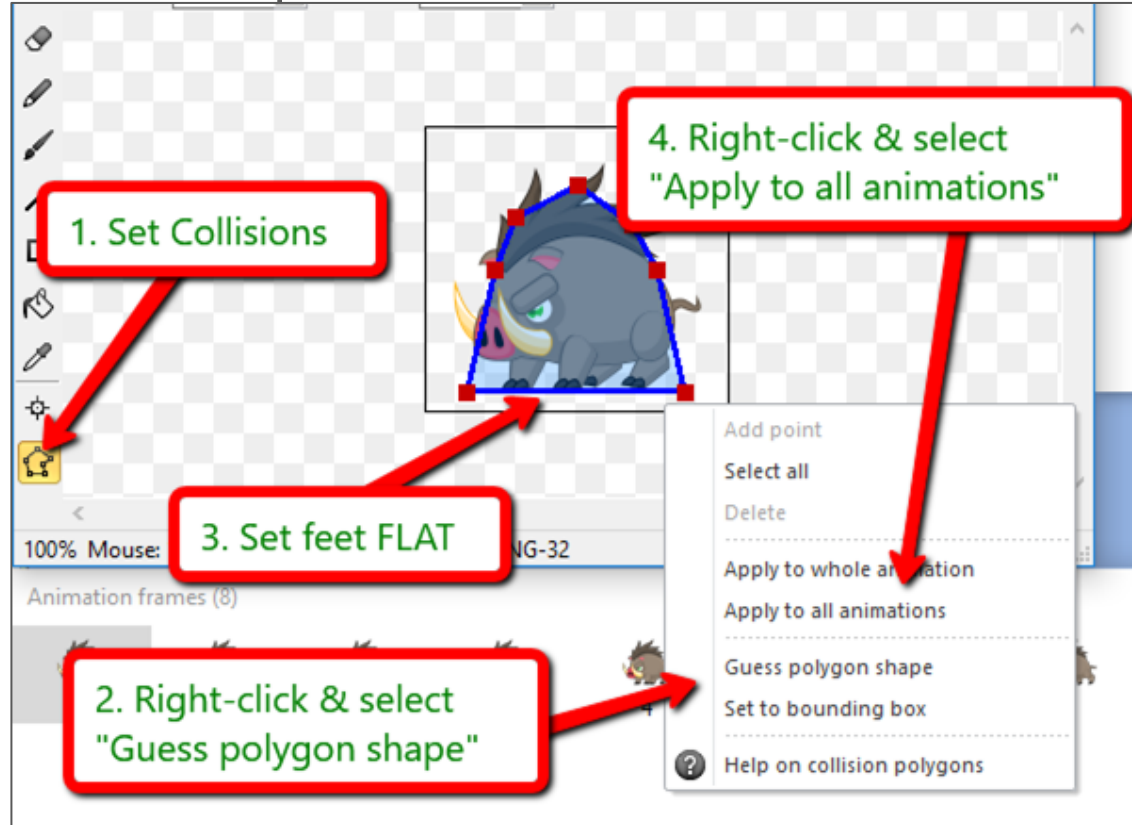 4. Right-click & select
"Apply to all animations"
1. Set Collisions
3. Set feet FLAT
100% Mouse:
NG-32
Add point
Select all
Delete
Apply to whole animation
Apply to all animations
Guess polygon shape
Set to bounding box
? Help on collision polygons
Animation frames (8)
2. Right-click & select
"Guess polygon shape"
4